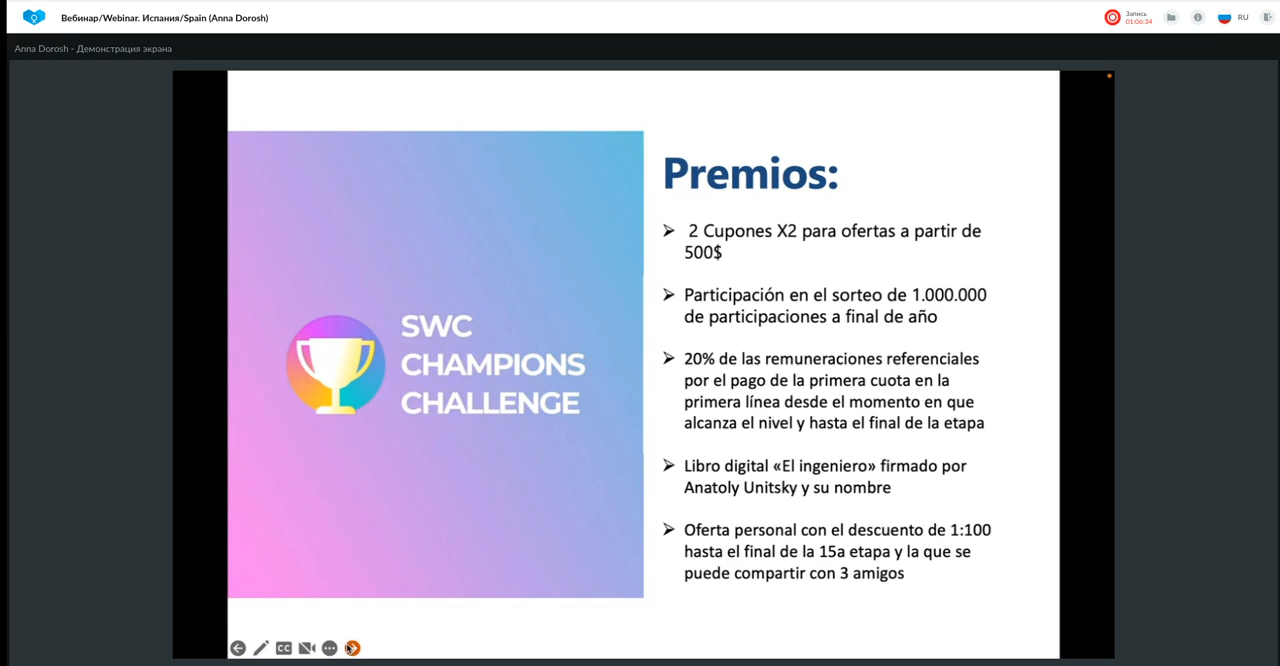 Вебинар/Webinar. Испания/Spain (Anna Dorosh)
Запись
01:06:34
RU
Anna Dorosh - Демонстрация экрана
SWC
CHAMPIONS
CHALLENGE
Premios:
➢ 2 Cupones X2 para ofertas a partir de
500$
➢ Participación en el sorteo de 1.000.000
de participaciones a final de año
➢ 20% de las remuneraciones referenciales
por el pago de la primera cuota en la
primera línea desde el momento en que
alcanza el nivel y hasta el final de la etapa
➢ Libro digital «El ingeniero» firmado por
Anatoly Unitsky y su nombre
➢ Oferta personal con el descuento de 1:100
hasta el final de la 15a etapa y la que se
puede compartir con 3 amigos
CC